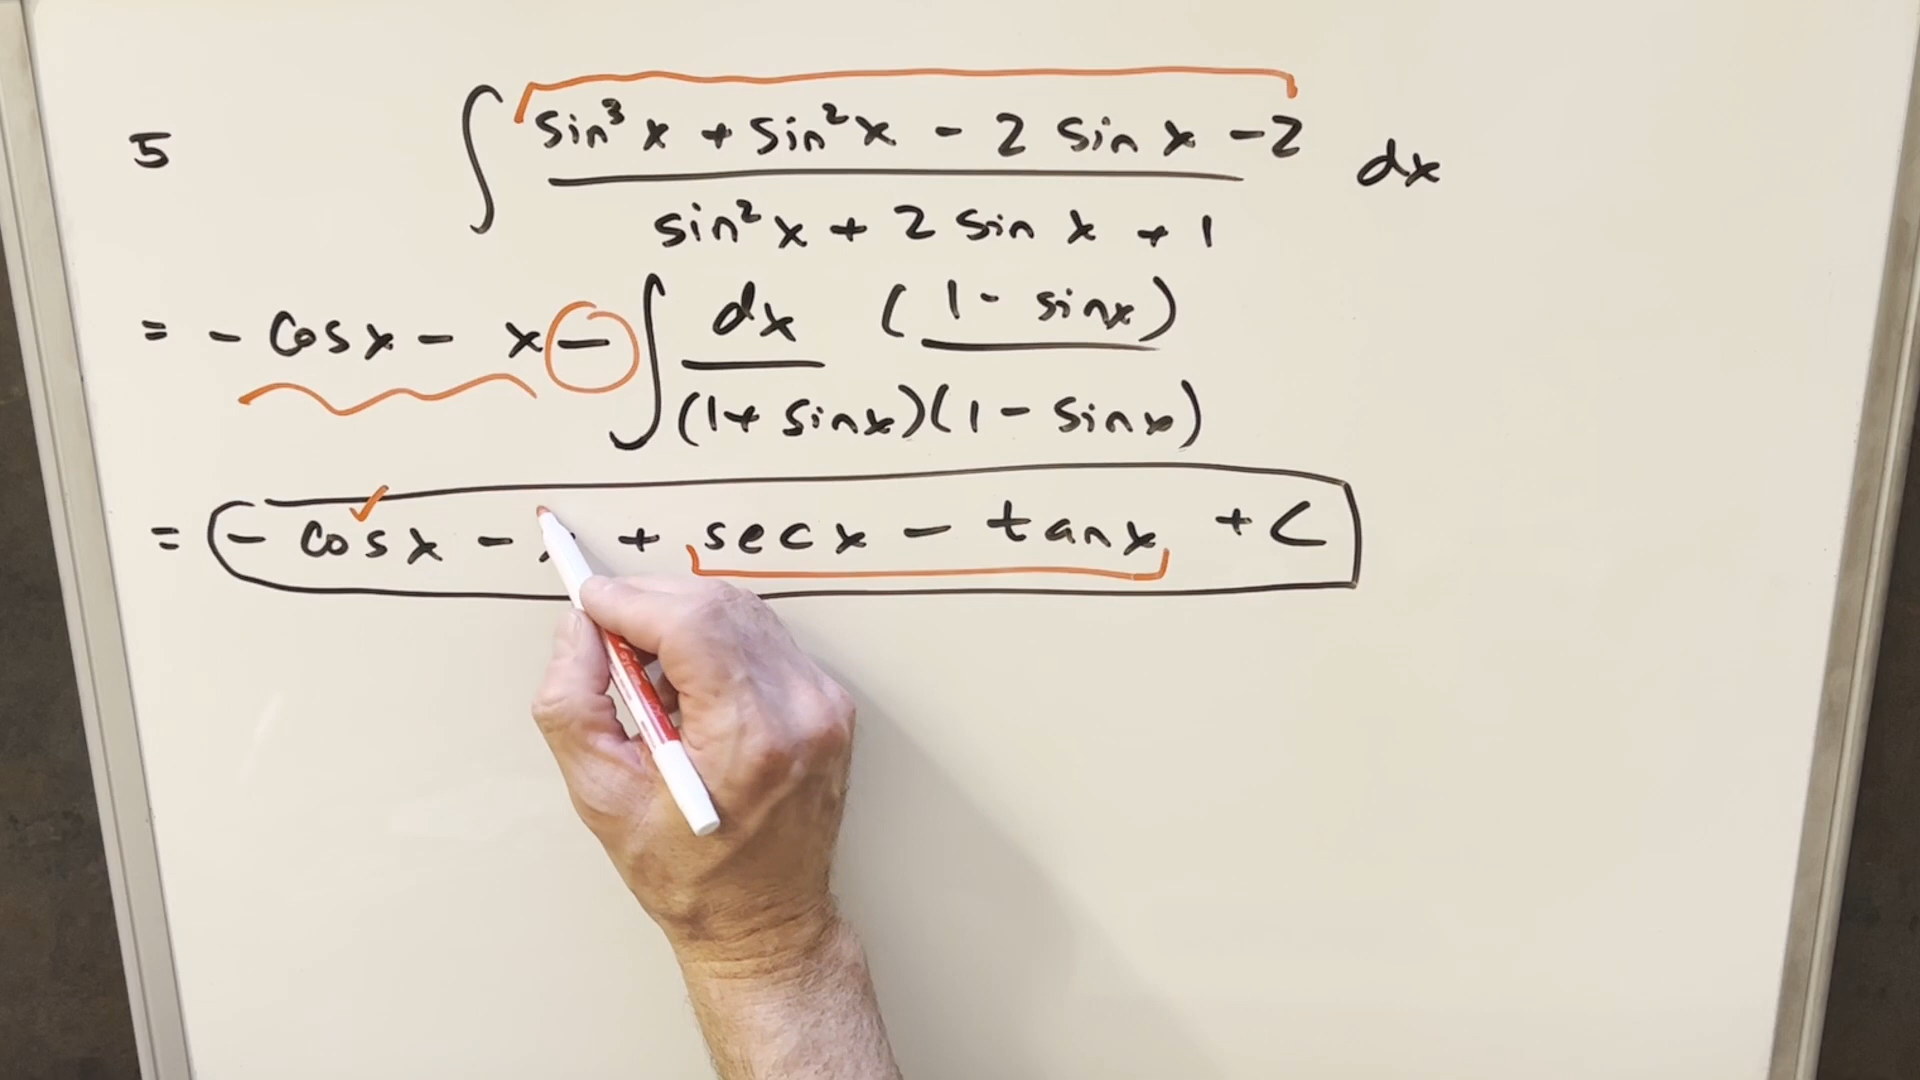 5 ∫ (sin³x + sin²x - 2 sin x - 2) / (sin²x + 2 sin x + 1) dx
= - cos x - x - ∫ dx (1 - sin x) / (1 + sin x)(1 - sin x)
= - cos x - x + sec x - tan x + C